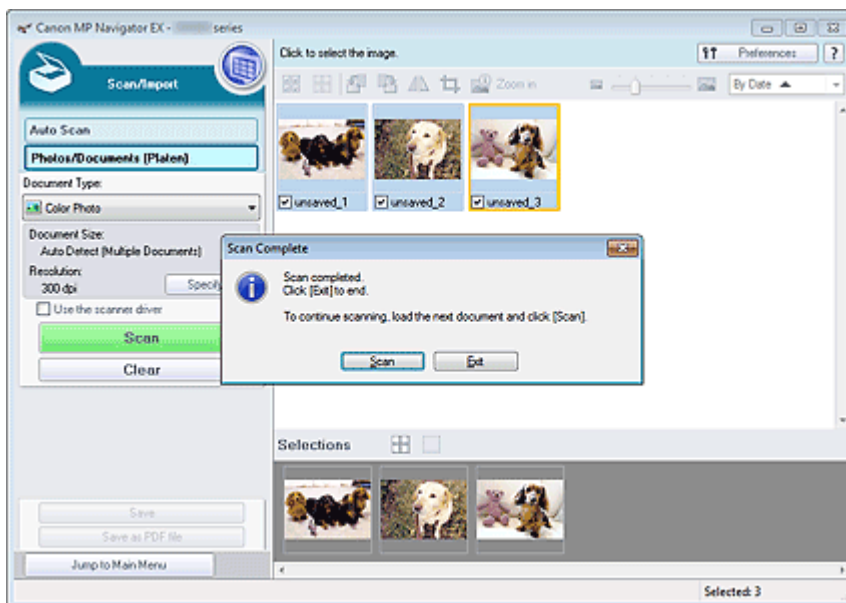 Canon MP Navigator EX - series
Scan/Import
Auto Scan
Photos/Documents (Platen)
Document Type:
Color Photo
Document Size:
Auto Detect (Multiple Documents)
Resolution:
300 dpi
Specify
Use the scanner driver
Scan
Clear
Save
Save as PDF file
Jump to Main Menu
Click to select the image.
Preferences
?
Zoom in
By Date
unsaved_1
unsaved_2
unsaved_3
Scan Complete
Scan completed.
Click [Exit] to end.
To continue scanning, load the next document and click [Scan].
Scan
Exit
Selections
Selected: 3